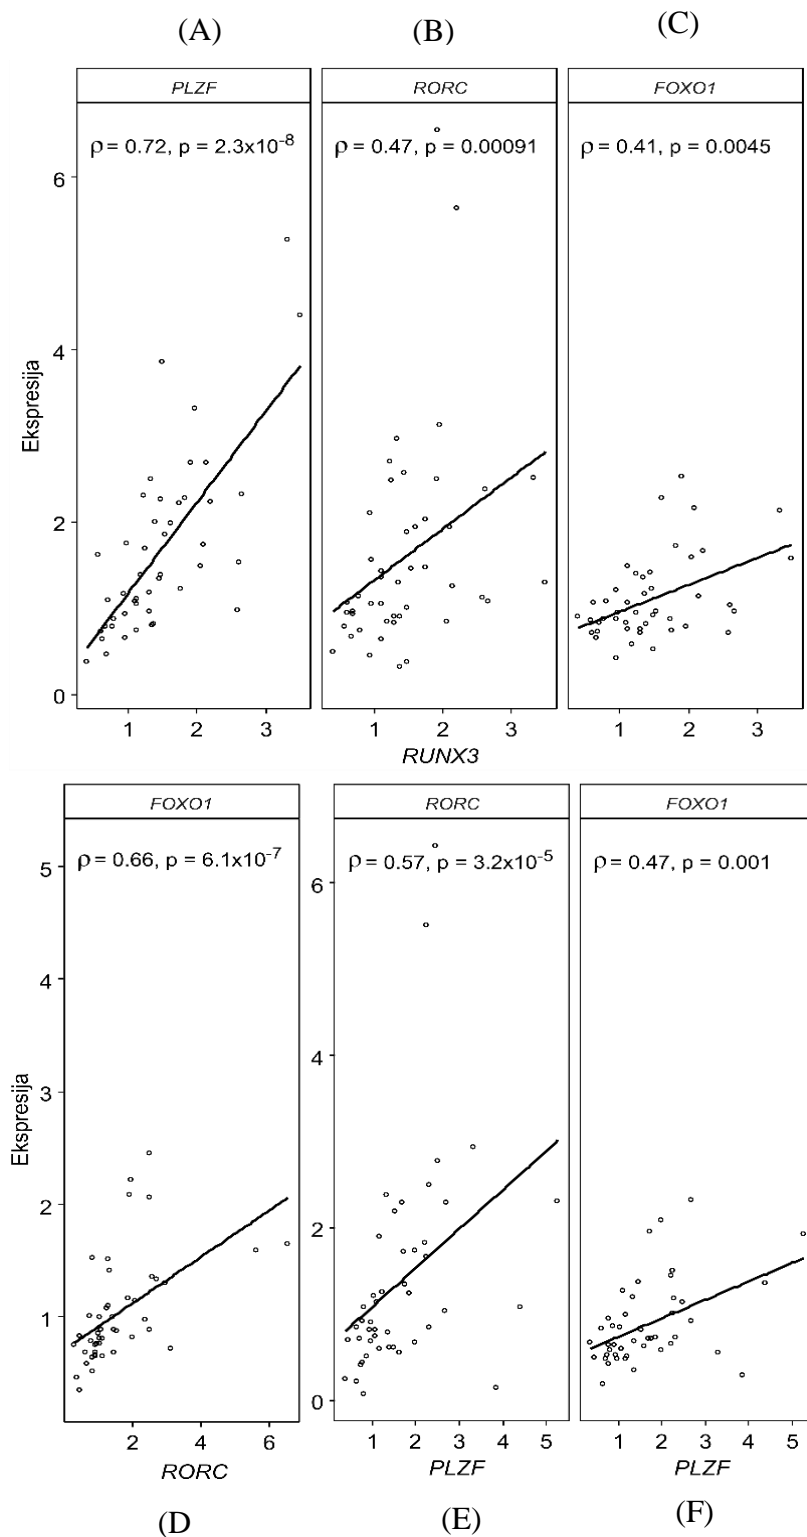 (A) (B) (C)
PLZF RORC FOXO1
ρ = 0.72, p = 2.3x10⁻⁸ ρ = 0.47, p = 0.00091 ρ = 0.41, p = 0.0045
6
4
2
0
Ekspresija
1 2 3 1 2 3 1 2 3
RUNX3
FOXO1 RORC FOXO1
ρ = 0.66, p = 6.1x10⁻⁷ ρ = 0.57, p = 3.2x10⁻⁵ ρ = 0.47, p = 0.001
5
4
3
2
1
Ekspresija
6
4
2
0
2 4 6 1 2 3 4 5 1 2 3 4 5
RORC PLZF PLZF
(D) (E) (F)